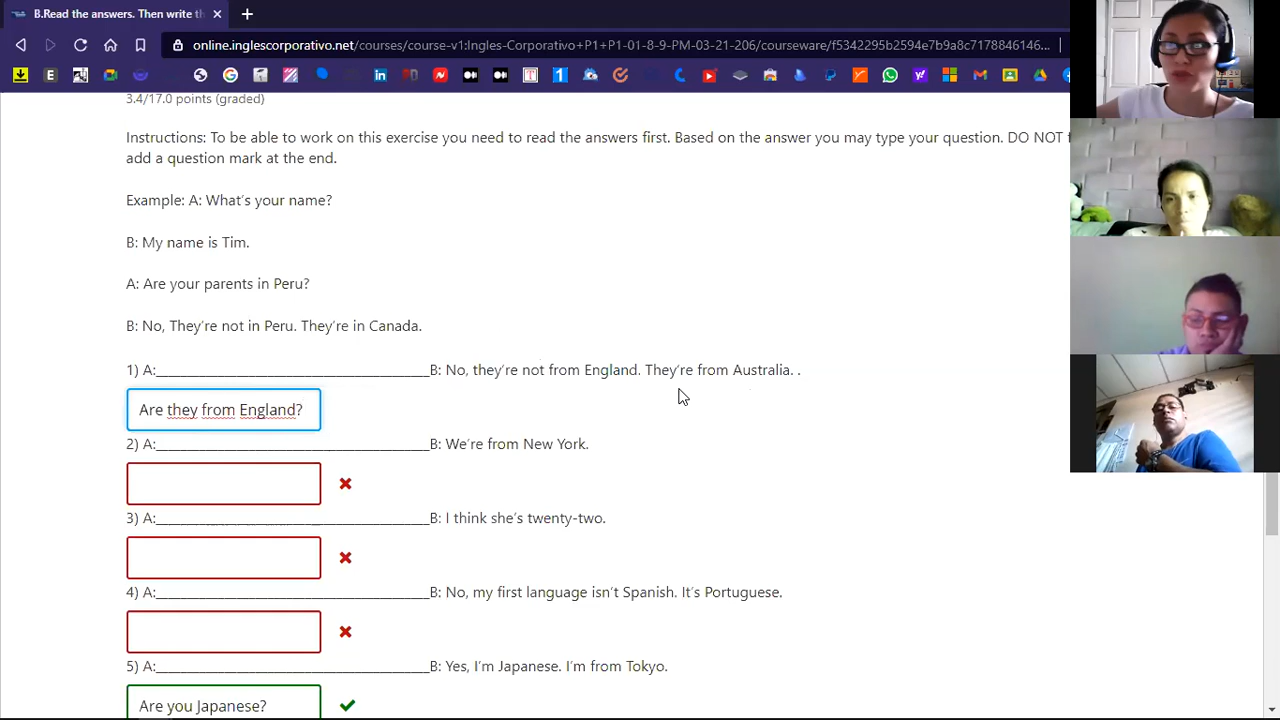 B.Read the answers. Then write th
online.inglescorporativo.net/courses/course-v1:Ingles-Corporativo+P1+P1-01-8-9-PM-03-21-206/courseware/f5342295b2594e7b9a8c7178846146...
3.4/17.0 points (graded)
Instructions: To be able to work on this exercise you need to read the answers first. Based on the answer you may type your question. DO NOT
add a question mark at the end.
Example: A: What's your name?
B: My name is Tim.
A: Are your parents in Peru?
B: No, They're not in Peru. They're in Canada.
1) A:______________________________B: No, they're not from England. They're from Australia. .
Are they from England?
2) A:______________________________B: We're from New York.
3) A:______________________________B: I think she's twenty-two.
4) A:______________________________B: No, my first language isn't Spanish. It's Portuguese.
5) A:______________________________B: Yes, I'm Japanese. I'm from Tokyo.
Are you Japanese?